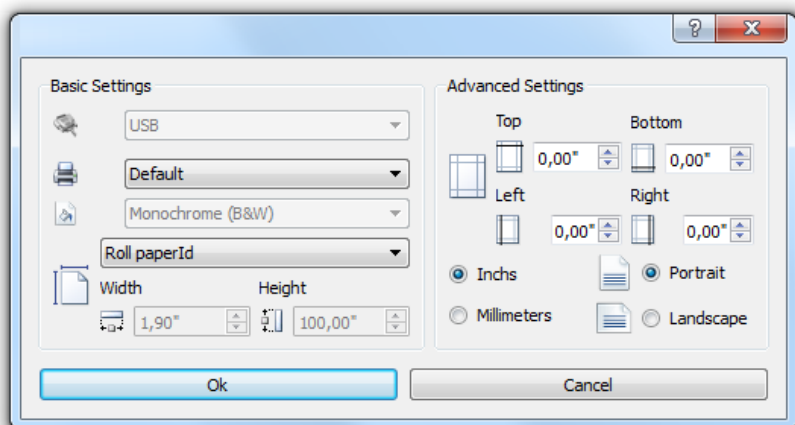 Basic Settings
USB
Default
Monochrome (B&W)
Roll paperId
Width Height
1,90" 100,00"
Advanced Settings
Top Bottom
0,00" 0,00"
Left Right
0,00" 0,00"
Inchs Portrait
Millimeters Landscape
Ok Cancel